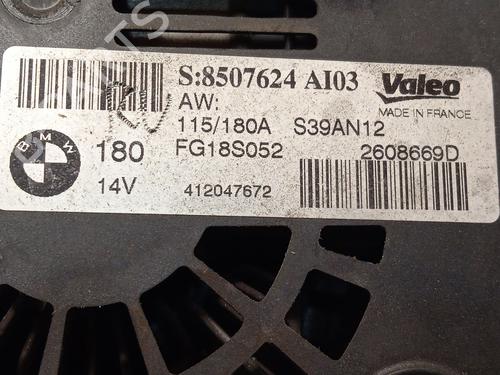 S:8507624 AI03
Valeo
AW:
MADE IN FRANCE
115/180A S39AN12
BMW
180
FG18S052
2608669D
14V
412047672